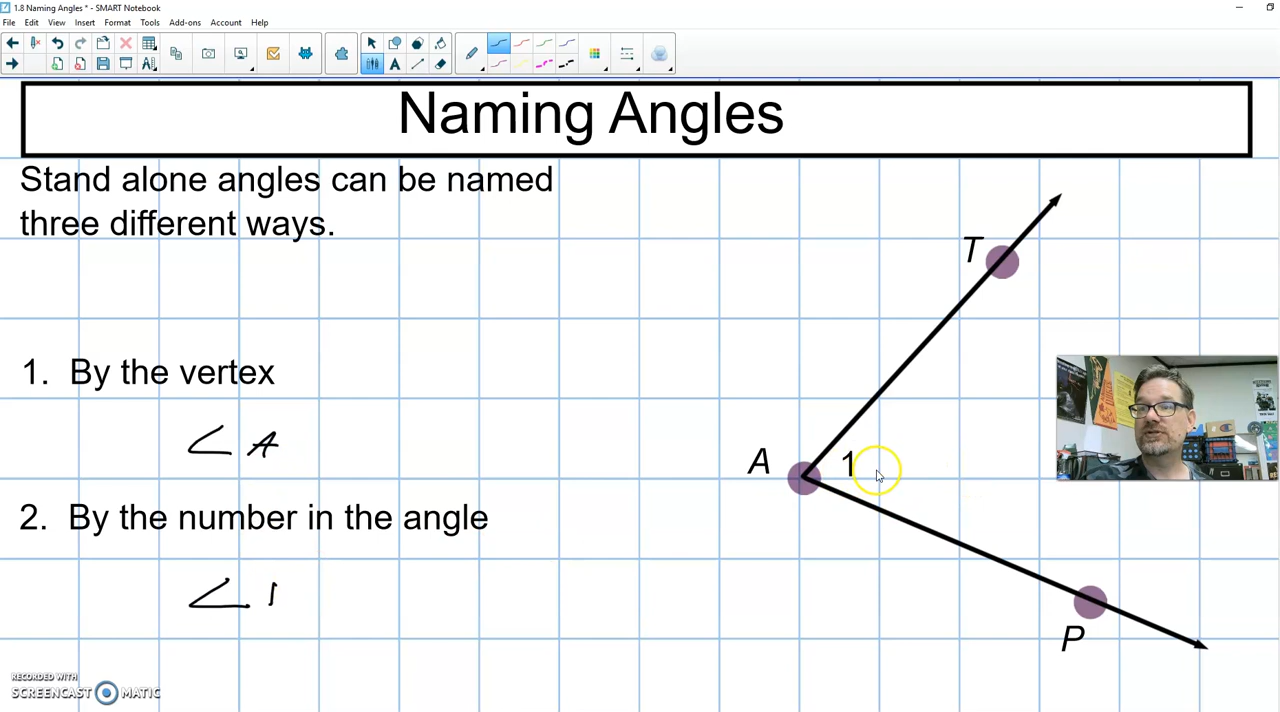 1.8 Naming Angles * - SMART Notebook
File Edit View Insert Format Tools Add-ons Account Help
Naming Angles
Stand alone angles can be named
three different ways.
T
1. By the vertex
∠A
A 1
2. By the number in the angle
∠1
P
RECORDED WITH
SCREENCAST MATIC